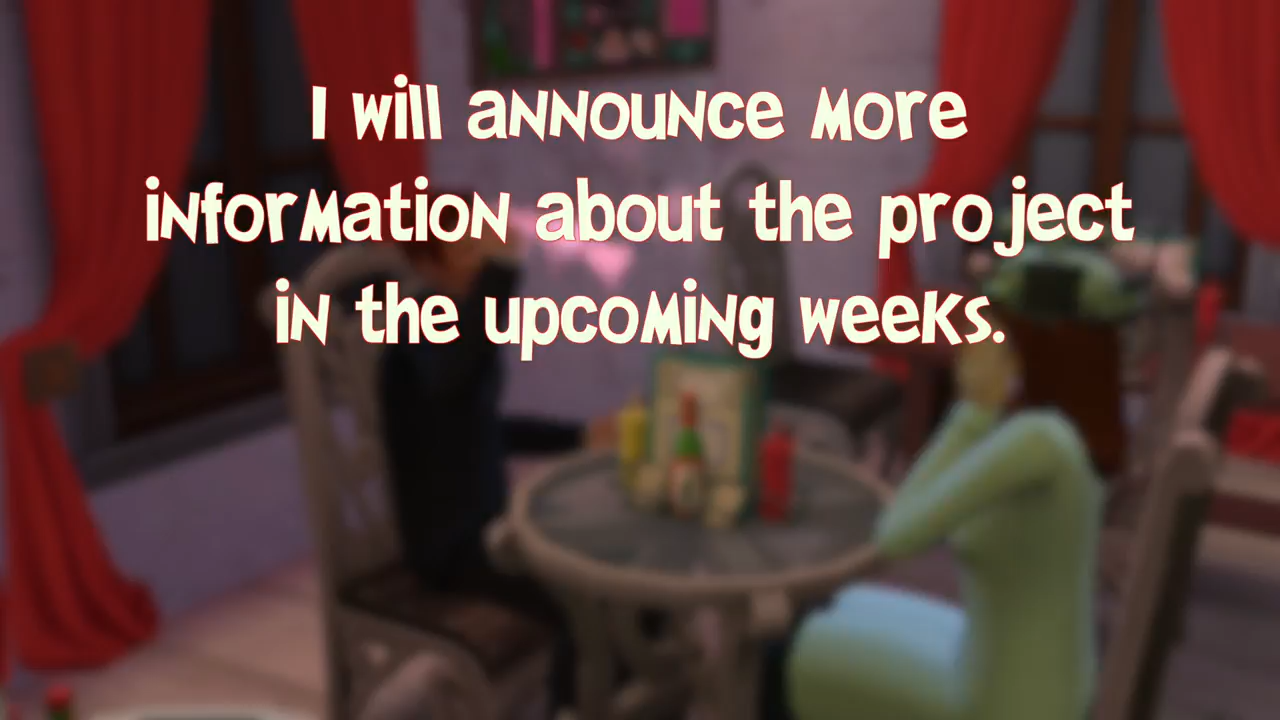 I will announce more
information about the project
in the upcoming weeks.